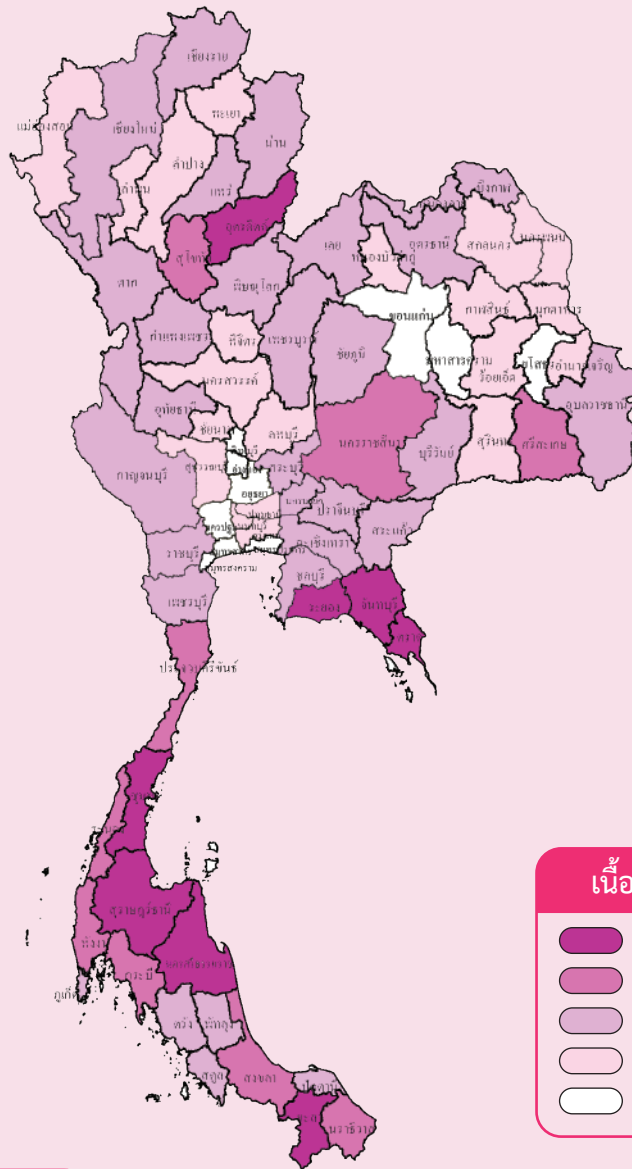 เชียงราย
แม่ฮ่องสอน
เชียงใหม่
พะเยา
น่าน
ลำปาง
ลำพูน
แพร่
อุตรดิตถ์
สุโขทัย
ตาก
พิษณุโลก
เลย
บึงกาฬ
อุดรธานี
สกลนคร
นครพนม
ขอนแก่น
กาฬสินธุ์
มุกดาหาร
กำแพงเพชร
พิจิตร
เพชรบูรณ์
ชัยภูมิ
มหาสารคาม
ร้อยเอ็ด
ยโสธร
อำนาจเจริญ
นครสวรรค์
อุทัยธานี
อุบลราชธานี
ชัยนาท
ลพบุรี
นครราชสีมา
บุรีรัมย์
สุรินทร์
ศรีสะเกษ
กาญจนบุรี
สุพรรณบุรี
สระบุรี
อยุธยา
ปราจีนบุรี
สระแก้ว
ฉะเชิงเทรา
ราชบุรี
สมุทรสงคราม
ชลบุรี
เพชรบุรี
ระยอง
จันทบุรี
ตราด
ประจวบคีรีขันธ์
สุราษฎร์ธานี
พังงา
กระบี่
นครศรีธรรมราช
ภูเก็ต
ตรัง
พัทลุง
สตูล
สงขลา
ปัตตานี
ยะลา
นราธิวาส
เนื้อ